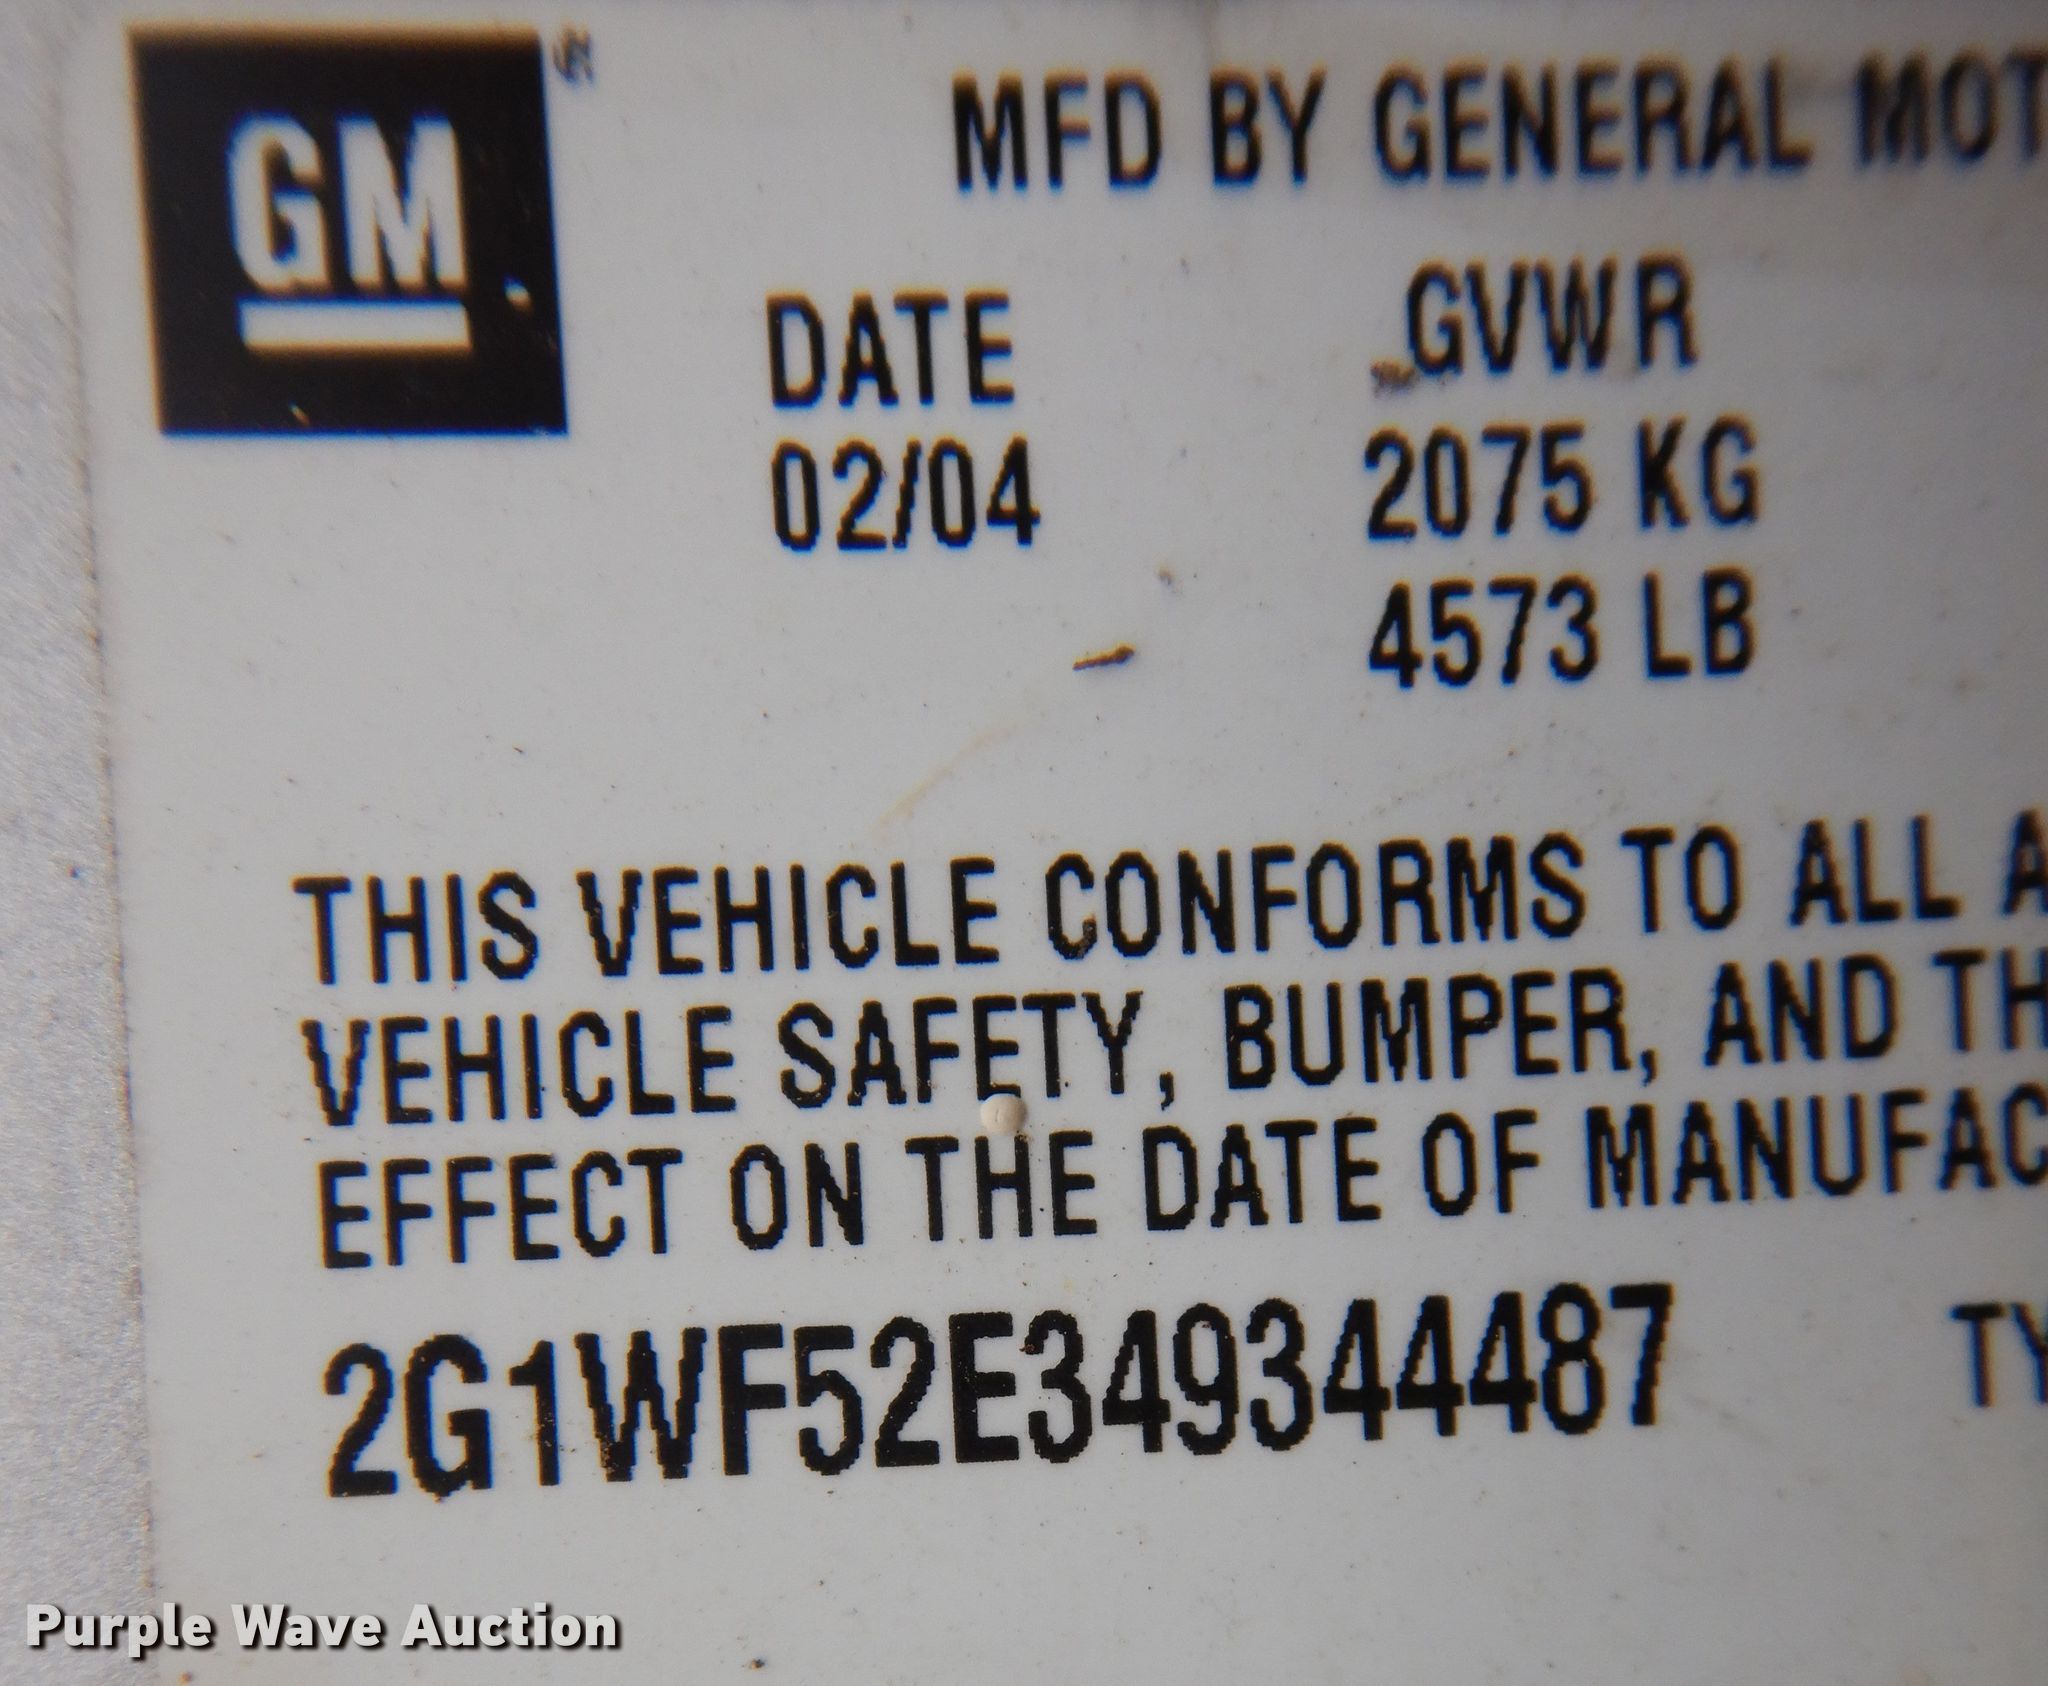 GM
MFD BY GENERAL MOT
DATE GVWR
02/04 2075 KG
4573 LB
THIS VEHICLE CONFORMS TO ALL A
VEHICLE SAFETY, BUMPER, AND TH
EFFECT ON THE DATE OF MANUFAC
2G1WF52E349344487 TY
Purple Wave Auction